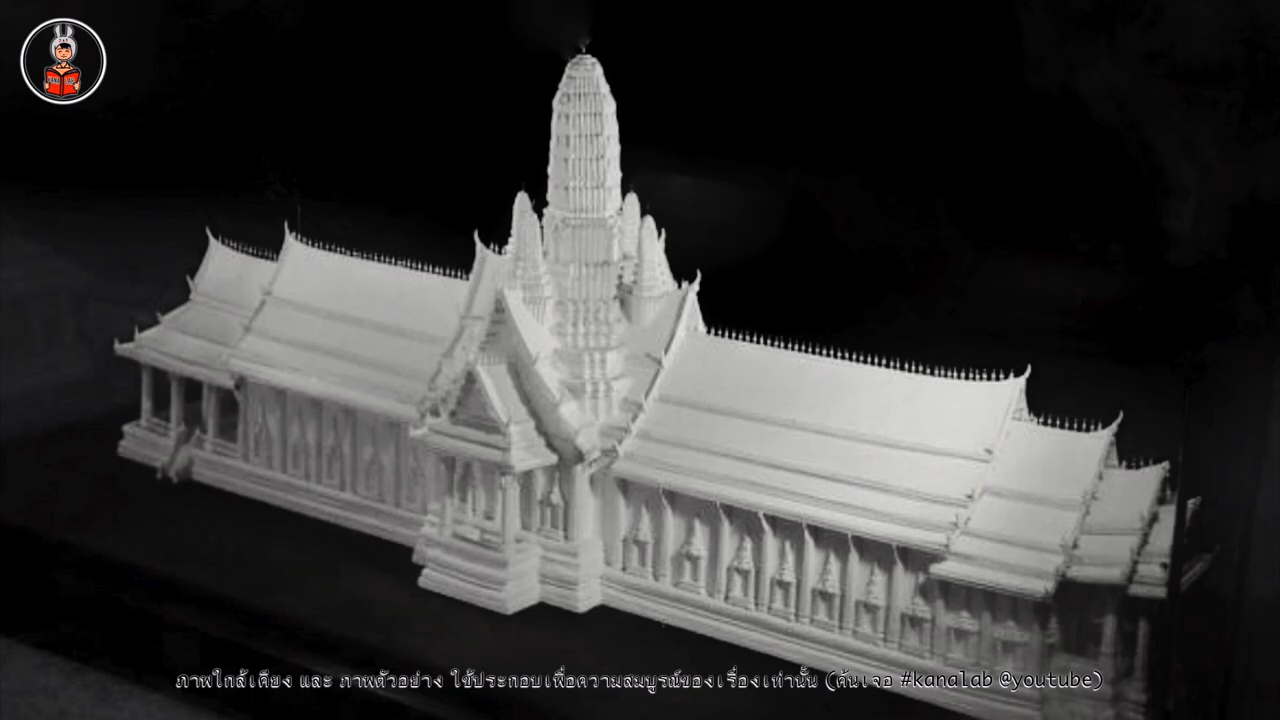 ภาพใกล้เคียง และ ภาพตัวอย่าง ใช้ประกอบเพื่อความสมบูรณ์ของเรื่องเท่านั้น (ค้นเจอ #kanalab @youtube)